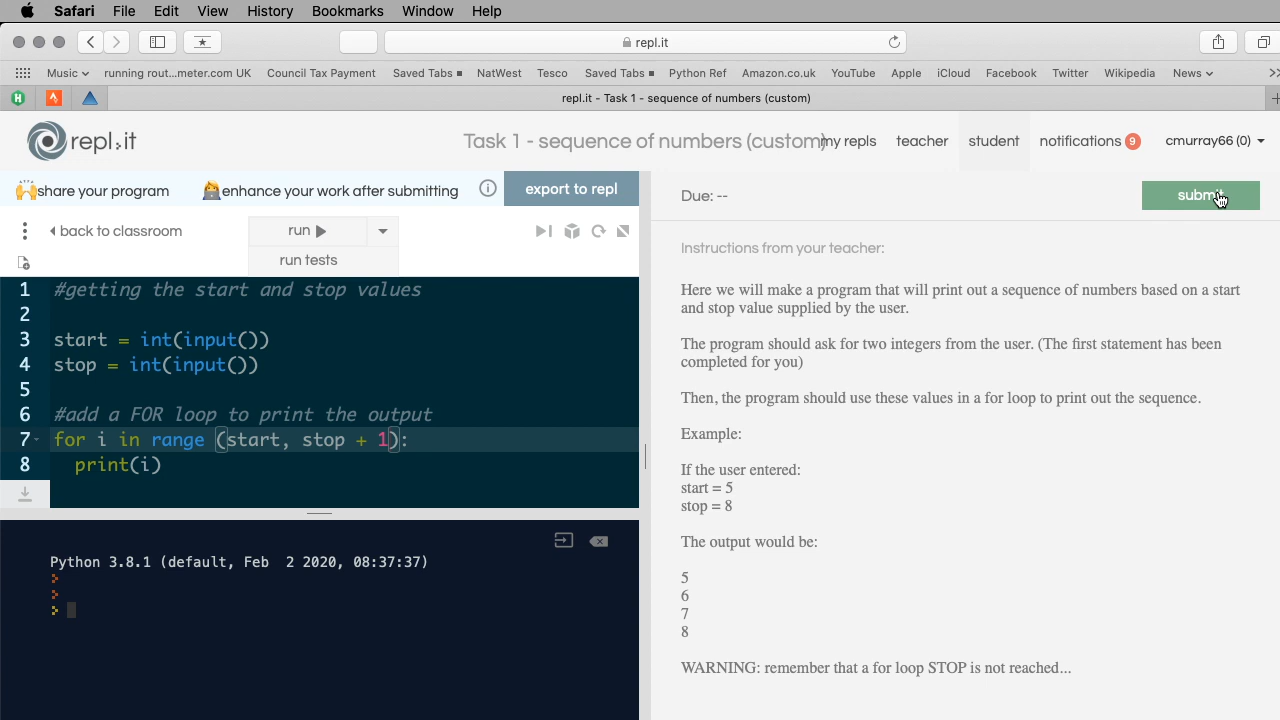 Safari File Edit View History Bookmarks Window Help
repl.it
Music running rout...meter.com UK Council Tax Payment Saved Tabs NatWest Tesco Saved Tabs Python Ref Amazon.co.uk YouTube Apple iCloud Facebook Twitter Wikipedia News
repl.it - Task 1 - sequence of numbers (custom)
repl.it Task 1 - sequence of numbers (custom) my repls teacher student notifications 9 cmurray66 (0)
share your program enhance your work after submitting export to repl
Due: -- submit
back to classroom run
run tests
1 #getting the start and stop values
2
3 start = int(input())
4 stop = int(input())
5
6 #add a FOR loop to print the output
7 for i in range (start, stop + 1):
8 print(i)
Python 3.8.1 (default, Feb 2 2020, 08:37:37)
Instructions from your teacher:
Here we will make a program that will print out a sequence of numbers based on a start
and stop value supplied by the user.
The program should ask for two integers from the user. (The first statement has been
completed for you)
Then, the program should use these values in a for loop to print out the sequence.
Example:
If the user entered:
start = 5
stop = 8
The output would be:
5
6
7
8
WARNING: remember that a for loop STOP is not reached...